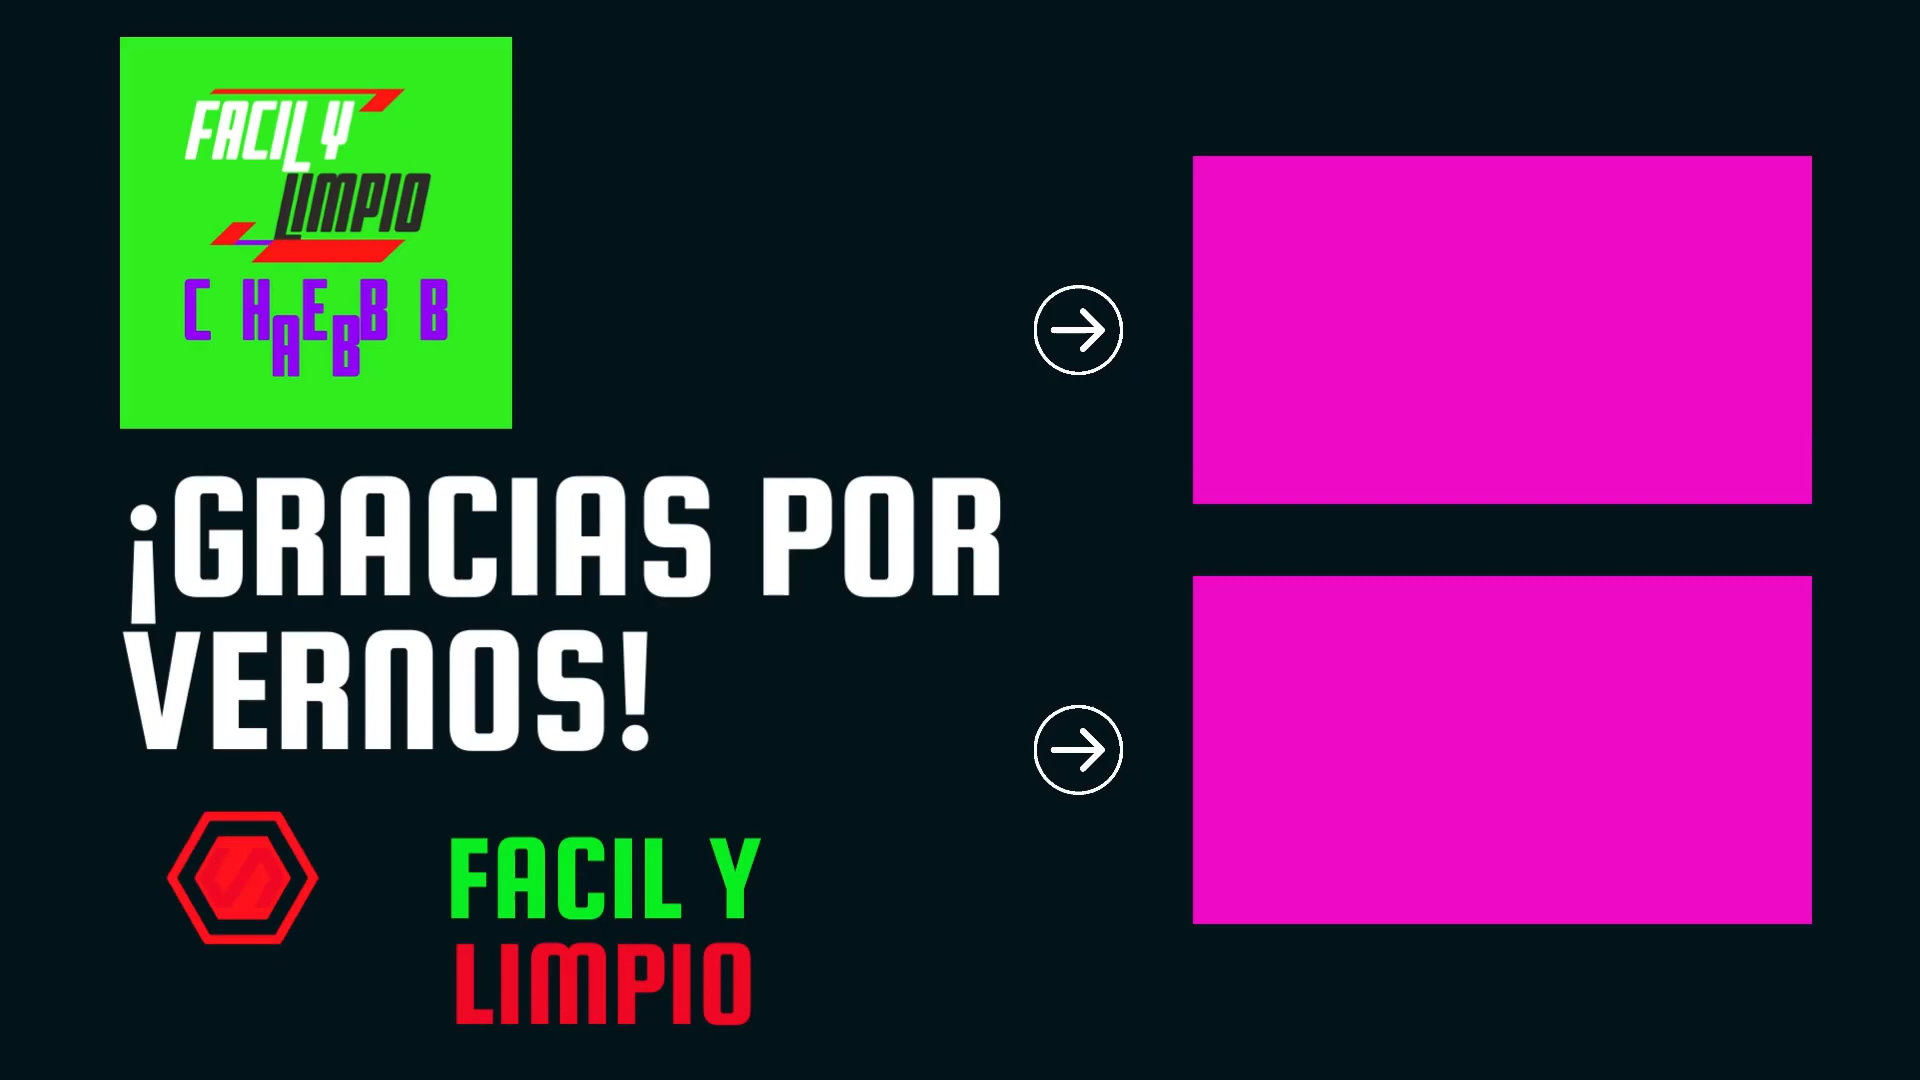 FACIL Y
LIMPIO
¡GRACIAS POR
VERNOS!
FACIL Y
LIMPIO